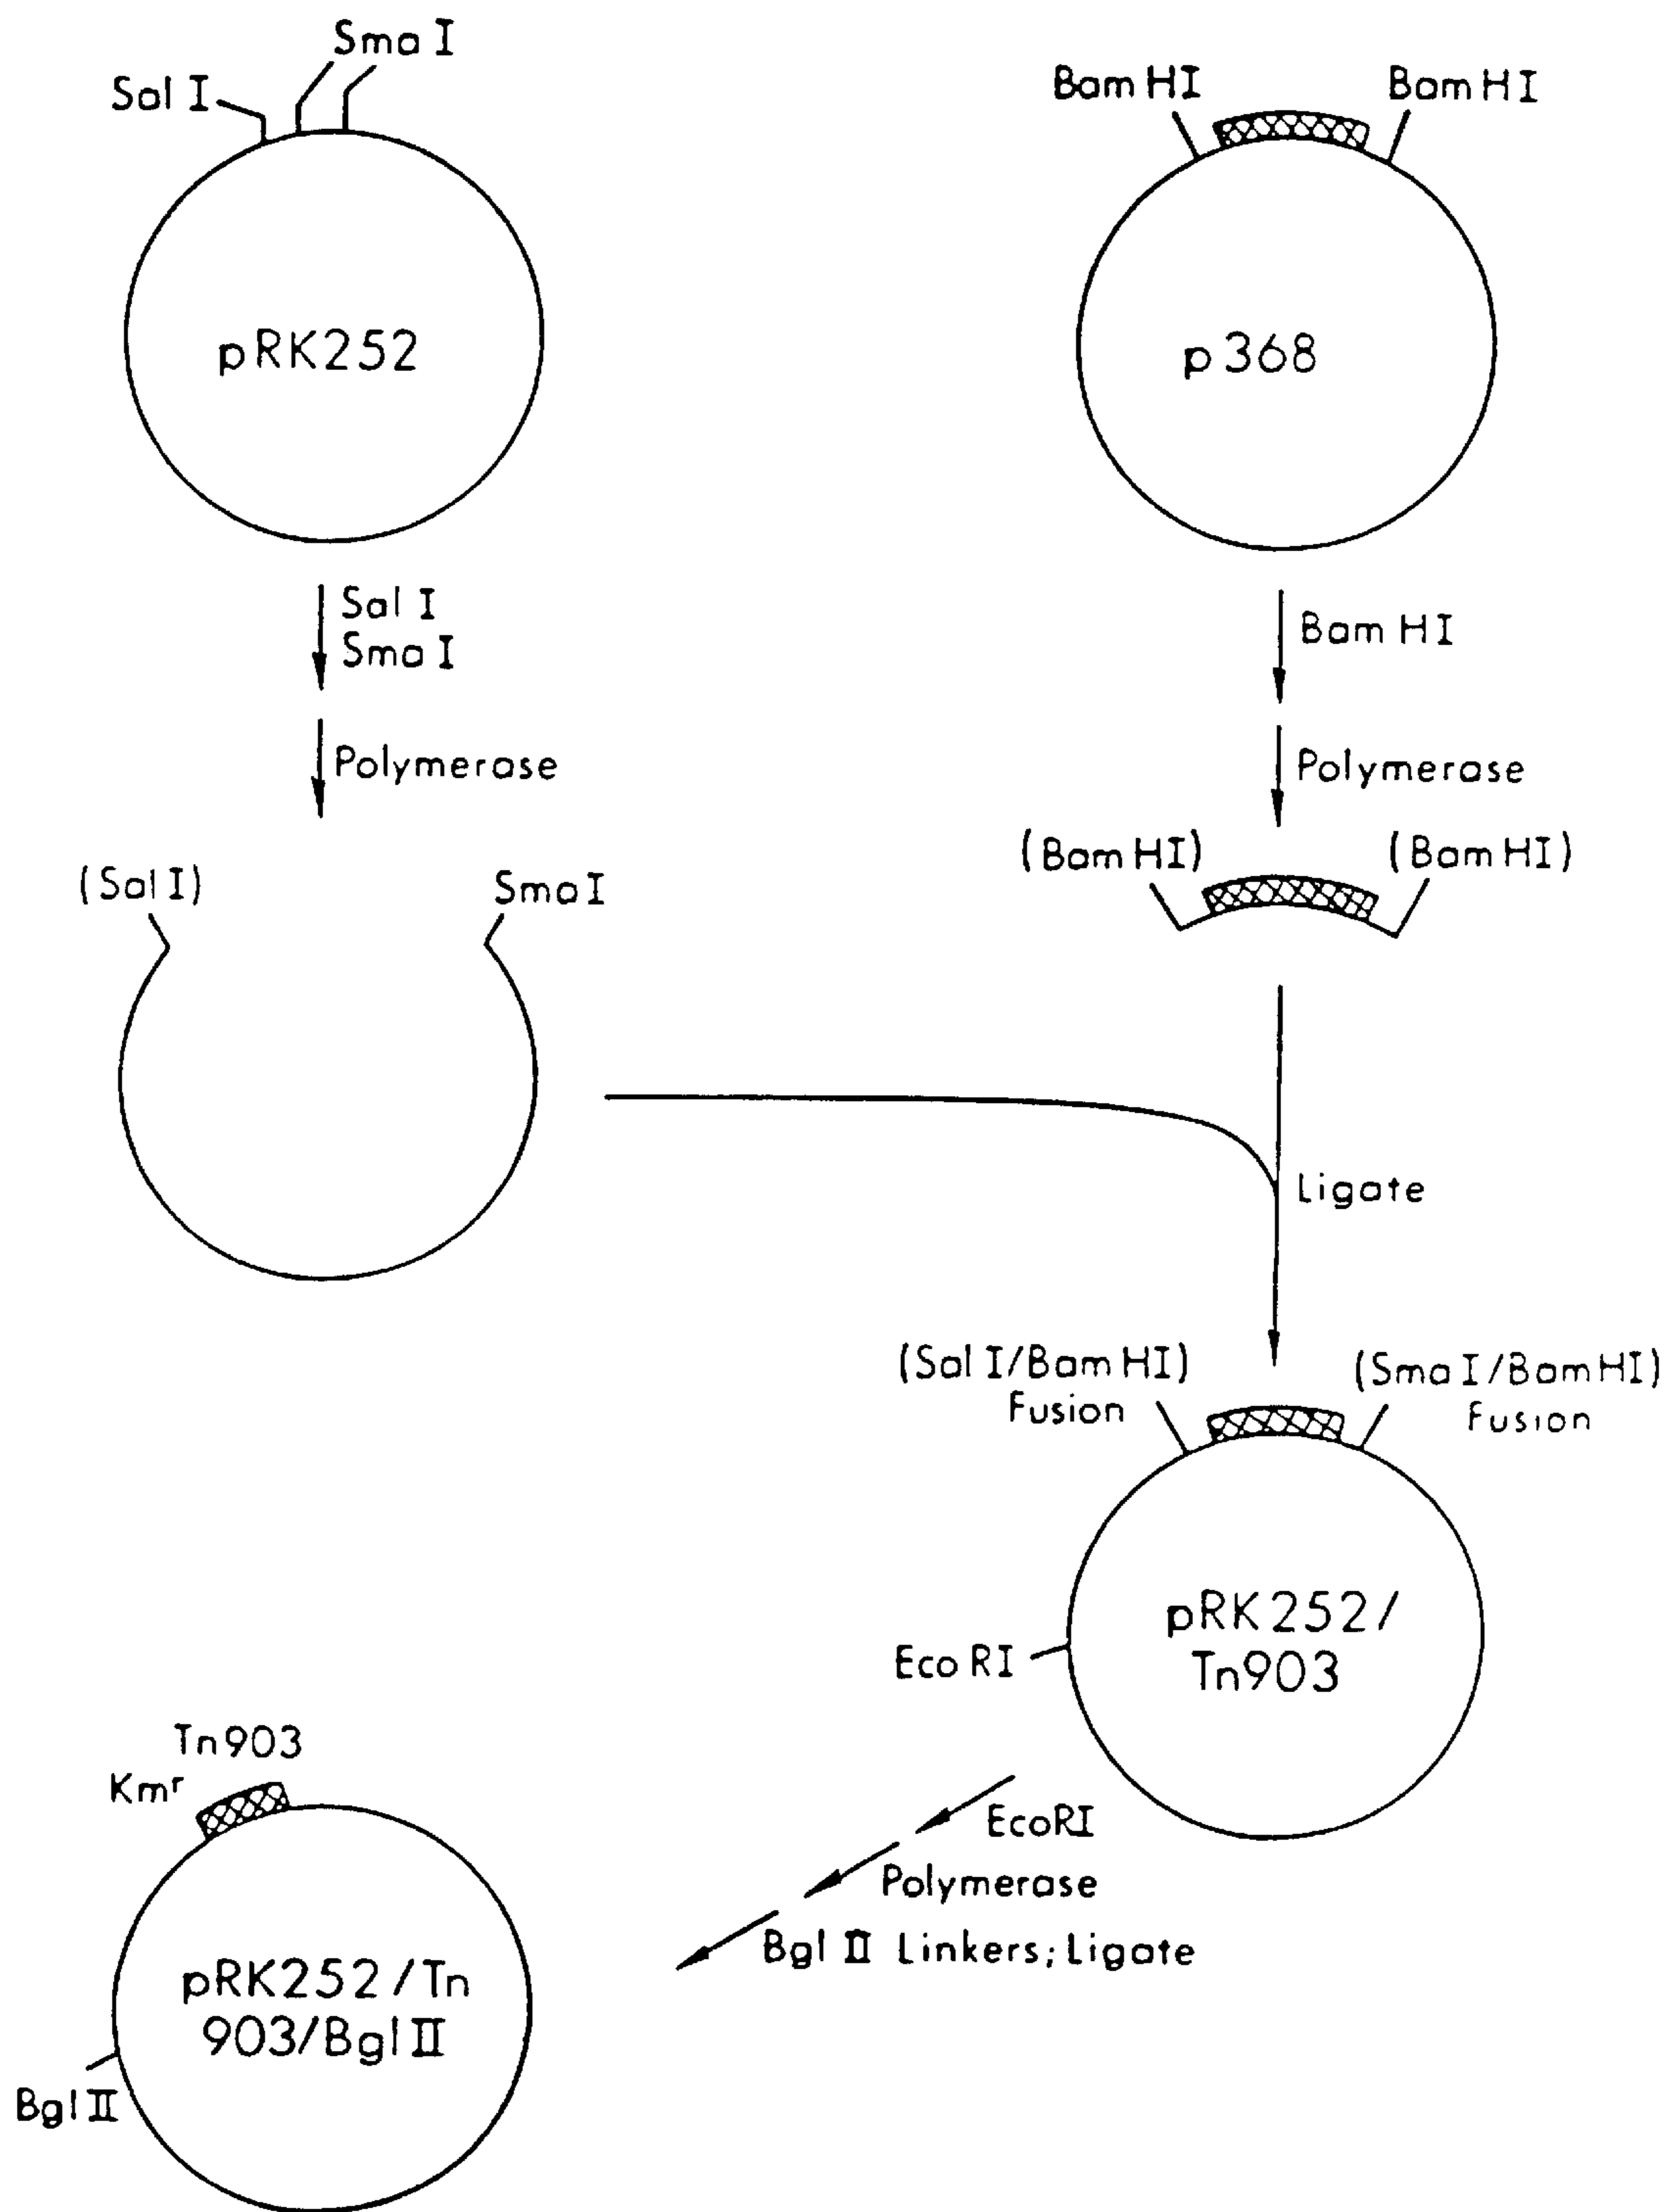 Sma I
Sal I
Bam HI
Bam HI
pRK252
p368
Sal I
Sma I
Bam HI
Polymerase
Polymerase
(Sal I)
Sma I
(Bam HI)
(Bam HI)
Ligate
(Sal I/Bam HI)
Fusion
(Sma I/Bam HI)
Fusion
pRK252/
Tn903
Eco RI
Tn903
Kmʳ
EcoRI
Polymerase
Bgl II Linkers; Ligate
pRK252/Tn
903/Bgl II
Bgl II